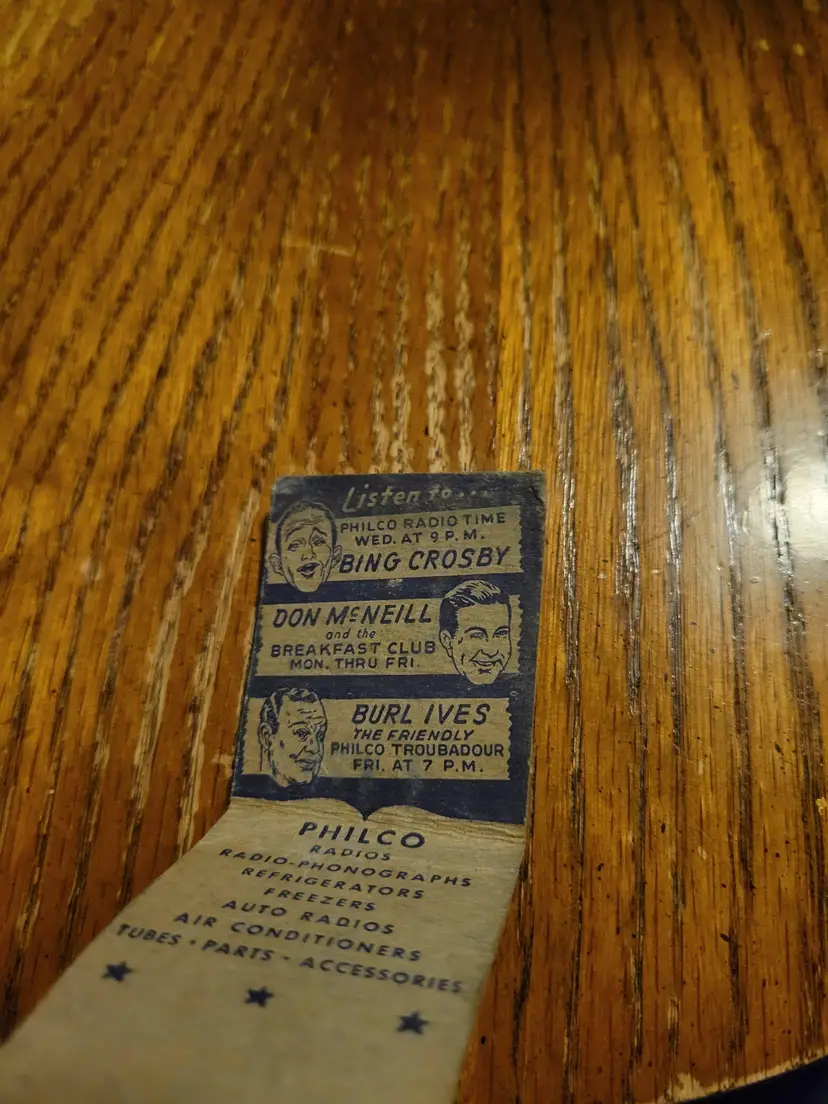 Listen to...
PHILCO RADIO TIME
WED. AT 9 P.M.
BING CROSBY
DON McNEILL
and the
BREAKFAST CLUB
MON. THRU FRI.
BURL IVES
THE FRIENDLY
PHILCO TROUBADOUR
FRI. AT 7 P.M.
PHILCO
RADIOS
RADIO-PHONOGRAPHS
REFRIGERATORS
FREEZERS
AUTO RADIOS
AIR CONDITIONERS
TUBES · PARTS · ACCESSORIES